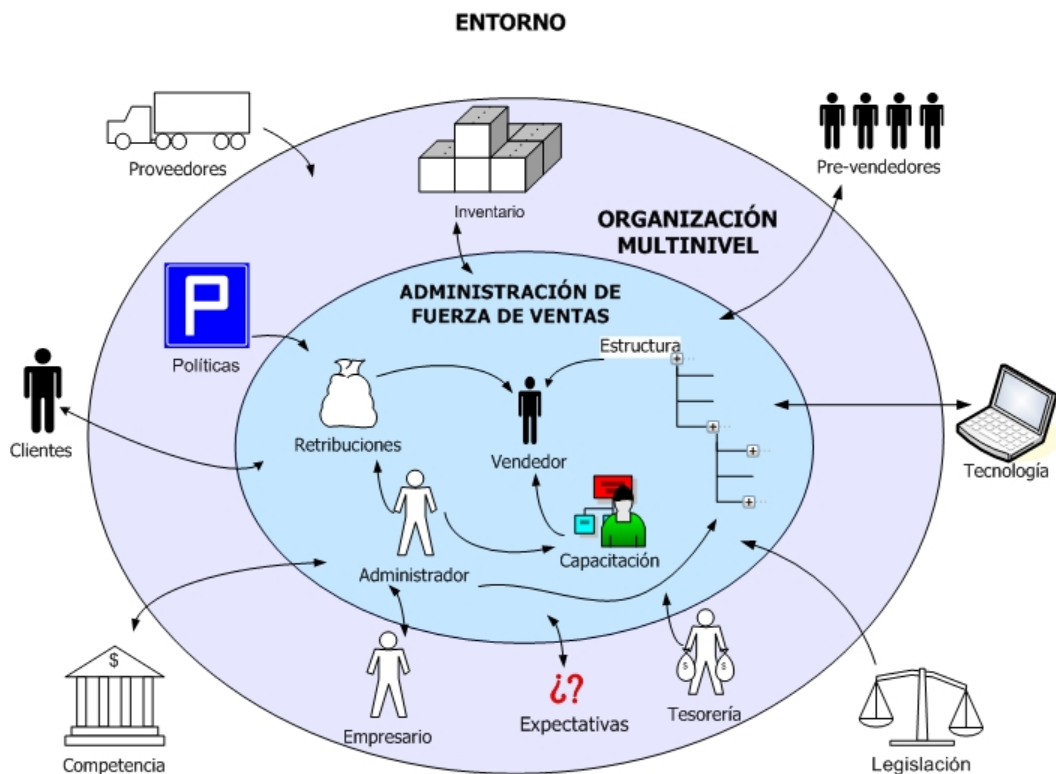 ENTORNO
Proveedores
Pre-vendedores
Inventario
ORGANIZACIÓN
MULTINIVEL
ADMINISTRACIÓN DE
FUERZA DE VENTAS
P
Políticas
Estructura
Clientes
Retribuciones
Vendedor
Tecnología
Administrador
Capacitación
$
Competencia
Empresario
¿?
Expectativas
$ $
Tesorería
Legislación